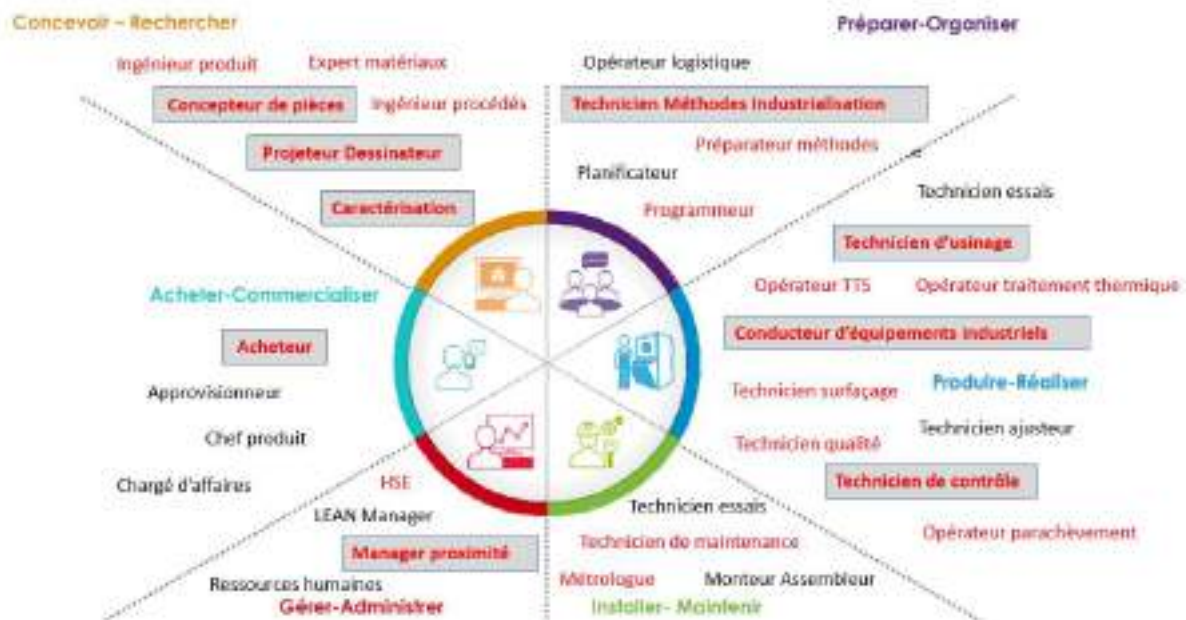 Concevoir – Rechercher
Ingénieur produit
Expert matériaux
Concepteur de pièces
Ingénieur procédés
Projeteur Dessinateur
Caractérisation
Préparer-Organiser
Opérateur logistique
Technicien Méthodes Industrialisation
Préparateur méthodes
Planificateur
Programmeur
Technicien essais
Technicien d'usinage
Opérateur TTS
Opérateur traitement thermique
Conducteur d'équipements industriels
Technicien surfaçage
Produire-Réaliser
Technicien ajusteur
Technicien qualité
Technicien de contrôle
Opérateur parachèvement
Acheter-Commercialiser
Acheteur
Approvisionneur
Chef produit
Chargé d'affaires
HSE
LEAN Manager
Manager proximité
Ressources humaines
Gérer-Administrer
Technicien essais
Technicien de maintenance
Métrologue
Monteur Assembleur
Installer- Maintenir